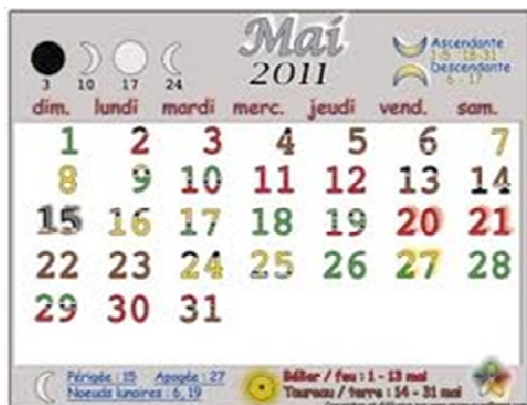 Mai
2011
3 10 17 24
Ascendante
Descendante
6 - 17
dim. lundi mardi merc. jeudi vend. sam.
1 2 3 4 5 6 7
8 9 10 11 12 13 14
15 16 17 18 19 20 21
22 23 24 25 26 27 28
29 30 31
Périgée : 15 Apogée : 27
Noeuds lunaires : 6, 19
Bélier / feu : 1 - 13 mai
Taureau / terre : 14 - 31 mai